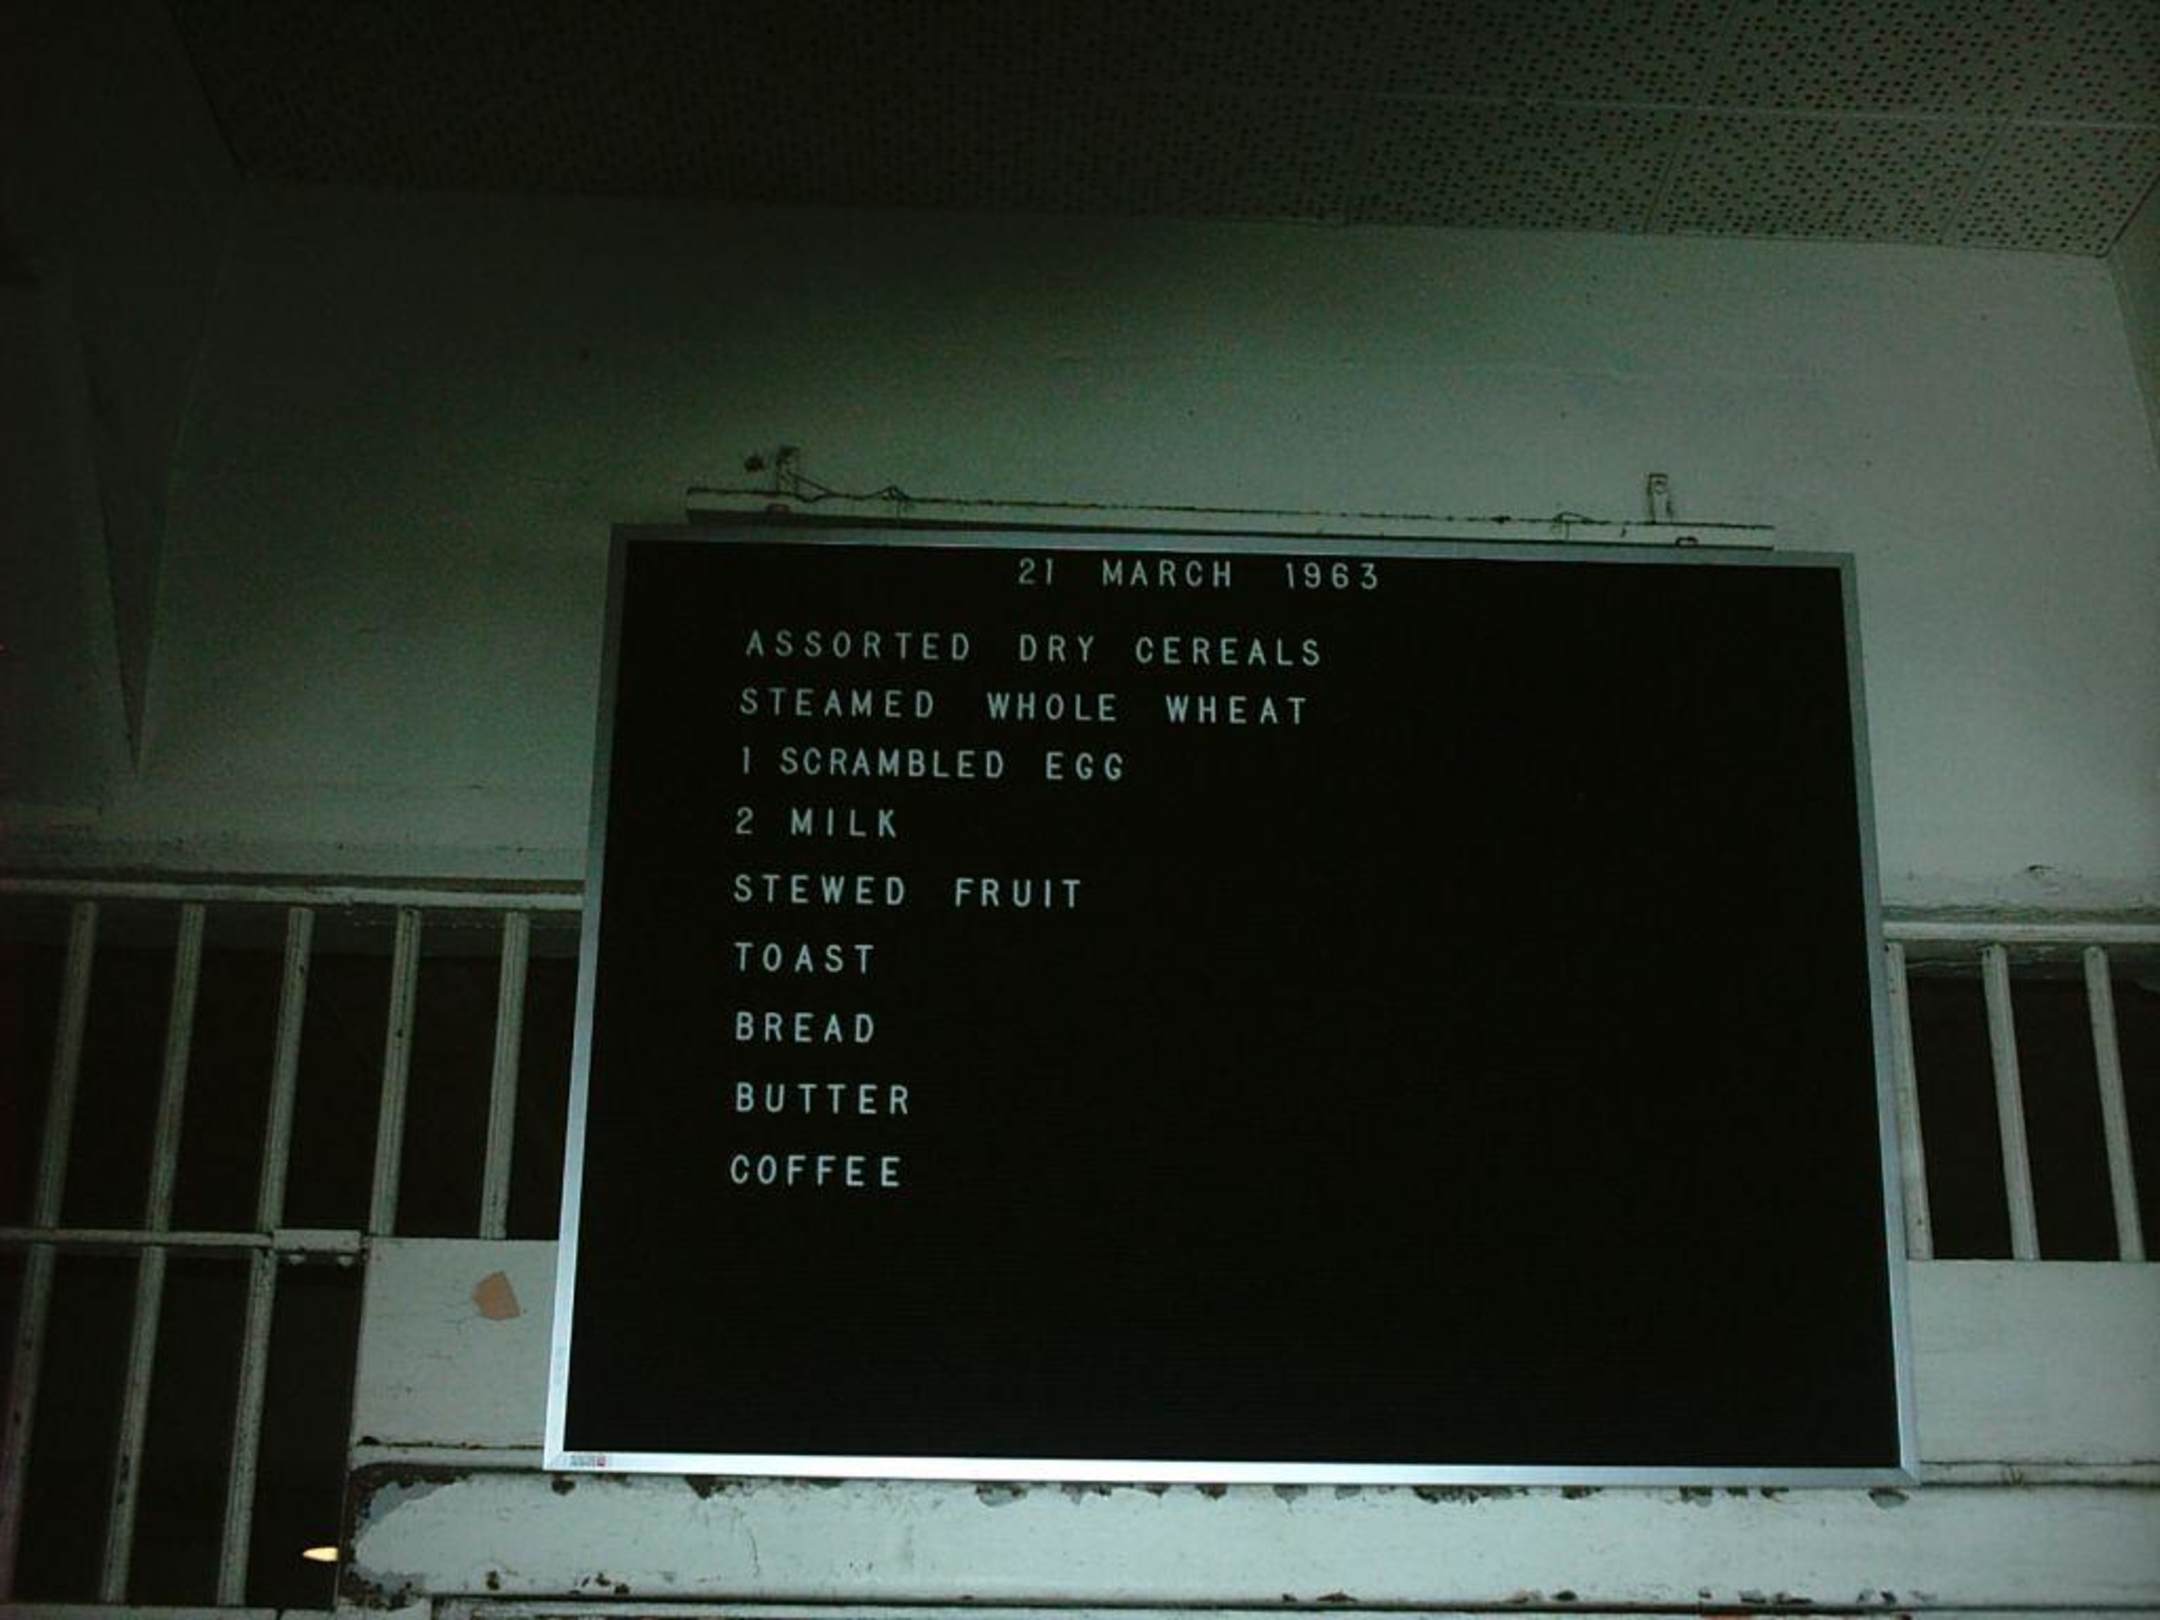 21 MARCH 1963
ASSORTED DRY CEREALS
STEAMED WHOLE WHEAT
1 SCRAMBLED EGG
2 MILK
STEWED FRUIT
TOAST
BREAD
BUTTER
COFFEE